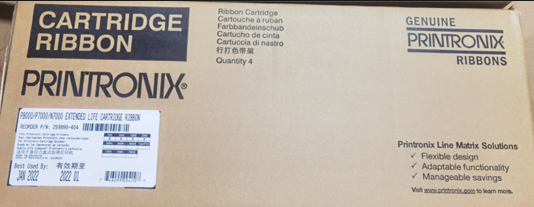 CARTRIDGE
RIBBON
PRINTRONIX®
Ribbon Cartridge
Cartouche à ruban
Farbbandeinschub
Cartucho de cinta
Cartuccia di nastro
行打色带架
Quantity 4
GENUINE
PRINTRONIX
RIBBONS
P8000/P7000/N7000 EXTENDED LIFE CARTRIDGE RIBBON
REORDER P/N: 259890-404
Best Used By: 有效期至
JAN 2022 2022 01
Printronix Line Matrix Solutions
✓ Flexible design
✓ Adaptable functionality
✓ Manageable savings
Visit www.printronix.com to learn more.